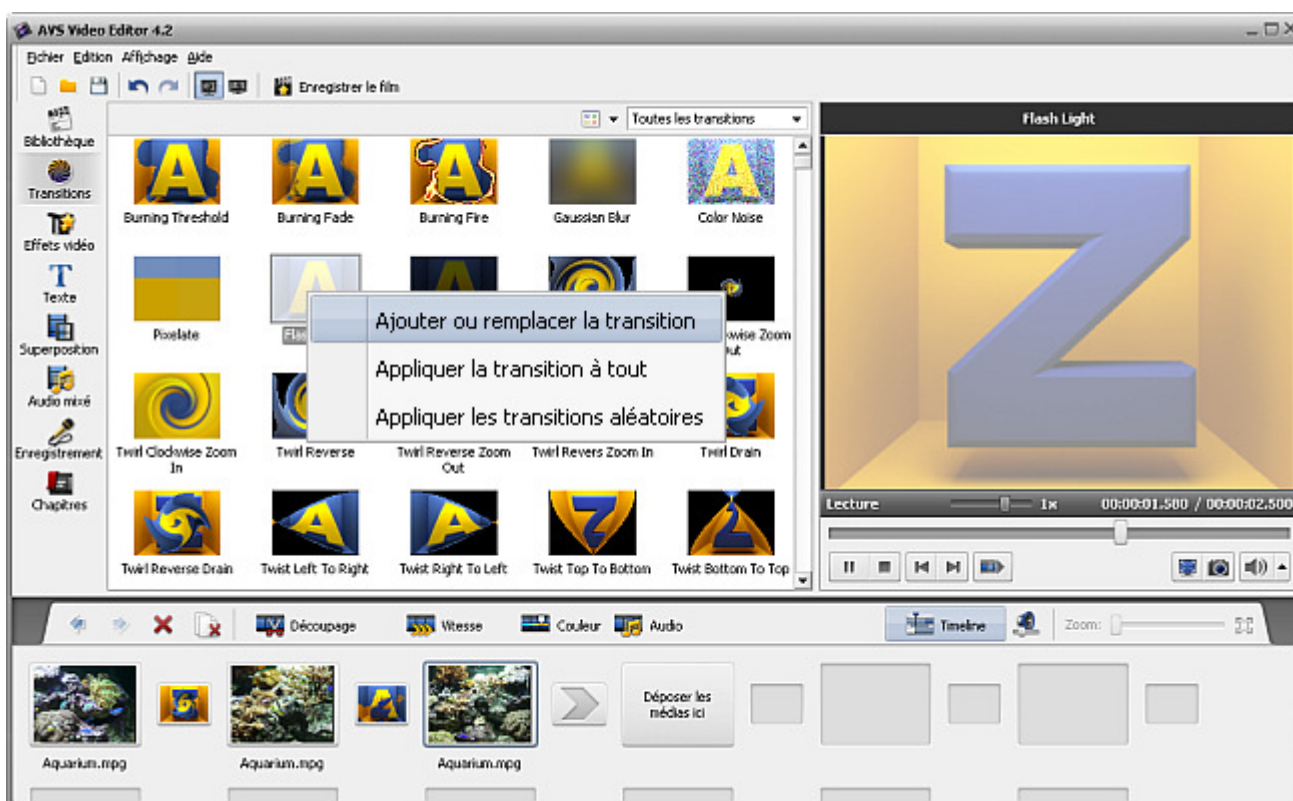 AVS Video Editor 4.2
Fichier Edition Affichage Aide
Enregistrer le film
Bibliothèque
Transitions
Effets vidéo
Texte
Superposition
Audio mixé
Enregistrement
Chapitres
Toutes les transitions
Burning Threshold
Burning Fade
Burning Fire
Gaussian Blur
Color Noise
Pixelate
Ajouter ou remplacer la transition
Appliquer la transition à tout
Appliquer les transitions aléatoires
Twirl Clockwise Zoom In
Twirl Reverse
Twirl Reverse Zoom Out
Twirl Revers Zoom In
Twirl Drain
Twirl Reverse Drain
Twist Left To Right
Twist Right To Left
Twist Top To Bottom
Twist Bottom To Top
Flash Light
Lecture
1x
00:00:01.500 / 00:00:02.500
Découpage
Vitesse
Couleur
Audio
Timeline
Zoom:
Déposer les
médias ici
Aquarium.mpg
Aquarium.mpg
Aquarium.mpg